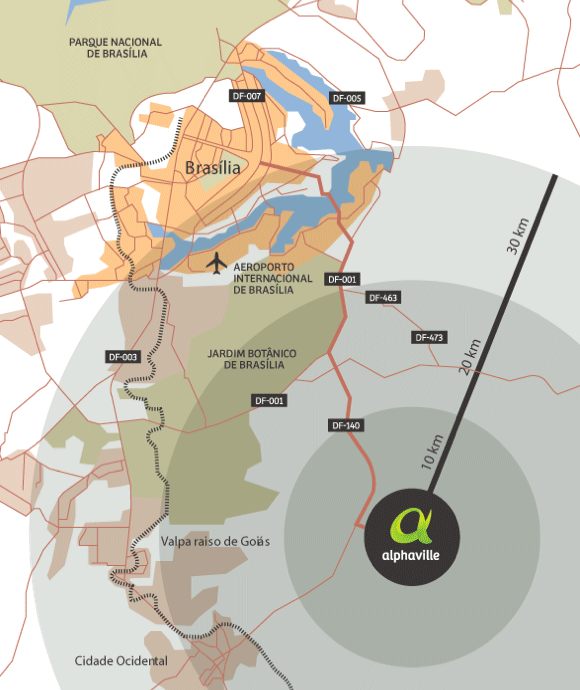 PARQUE NACIONAL
DE BRASÍLIA
DF-007
DF-005
Brasília
30 km
AEROPORTO
INTERNACIONAL
DE BRASÍLIA
DF-001
DF-463
DF-473
20 km
DF-003
JARDIM BOTÂNICO
DE BRASÍLIA
DF-001
DF-140
10 km
alphaville
Valparaiso de Goiás
Cidade Ocidental